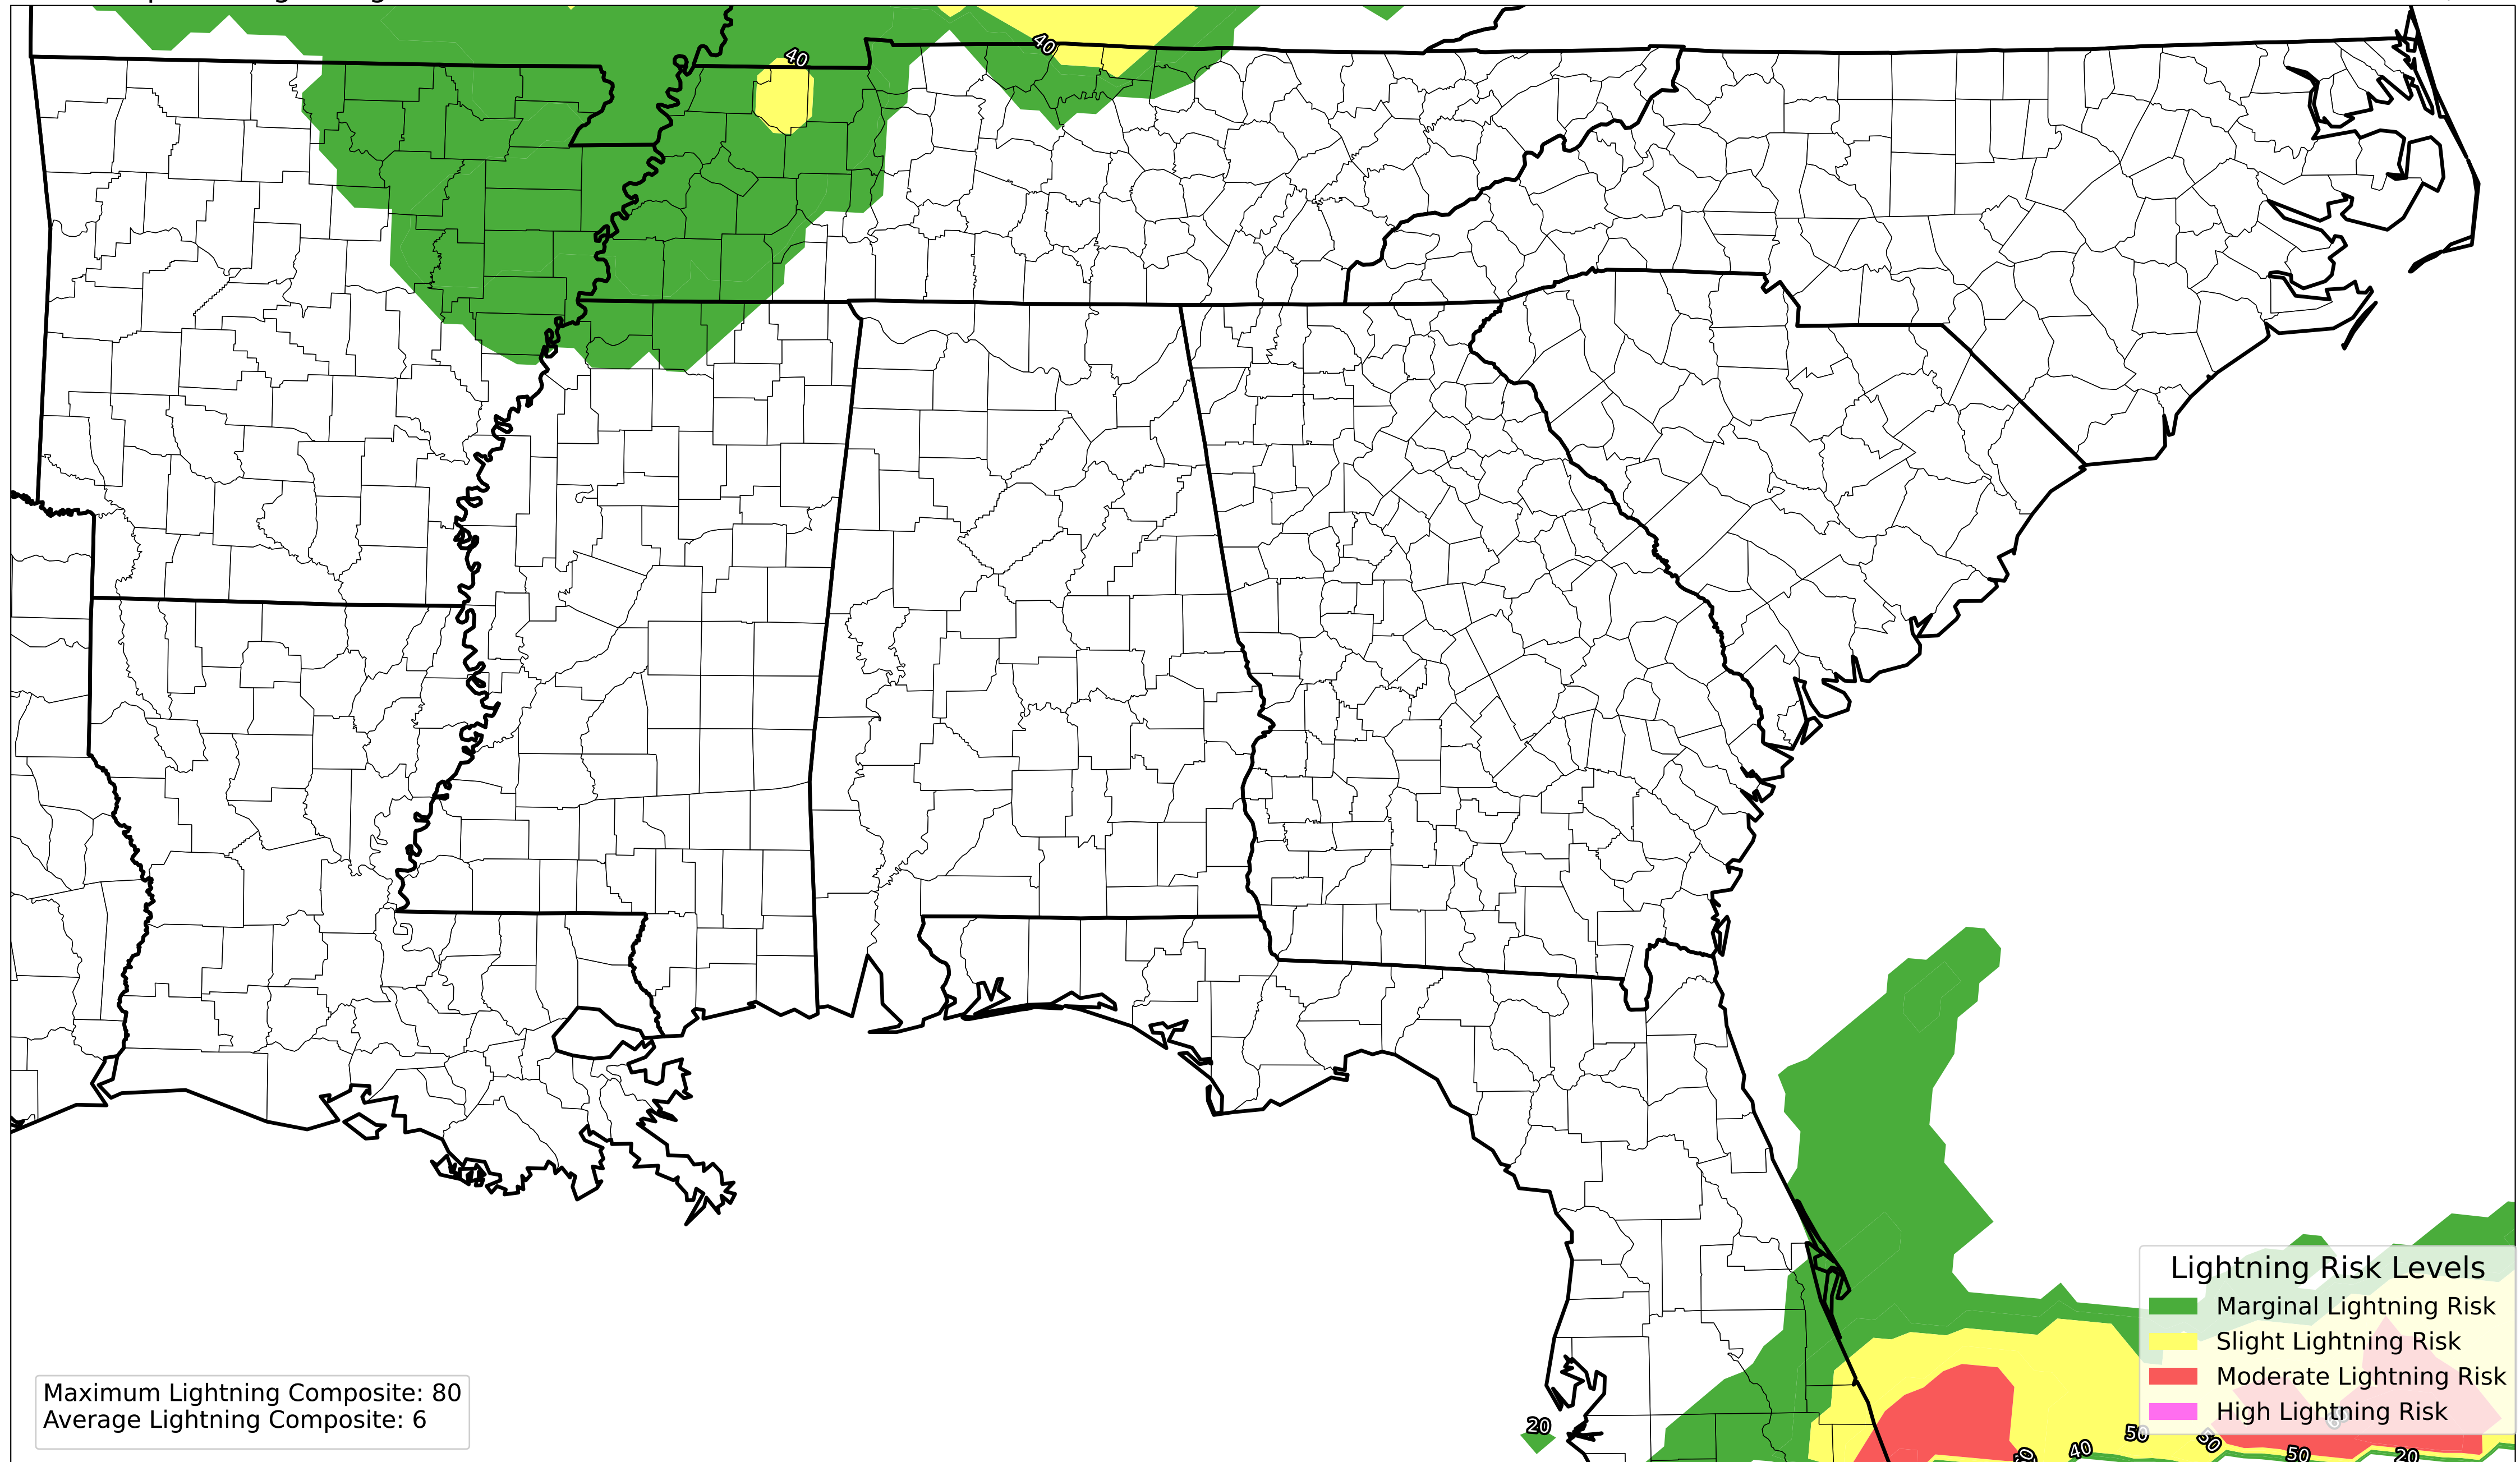 40
40
Lightning Risk Levels
Marginal Lightning Risk
Slight Lightning Risk
Moderate Lightning Risk
High Lightning Risk
Maximum Lightning Composite: 80
Average Lightning Composite: 6
20
40
50
50
50
20